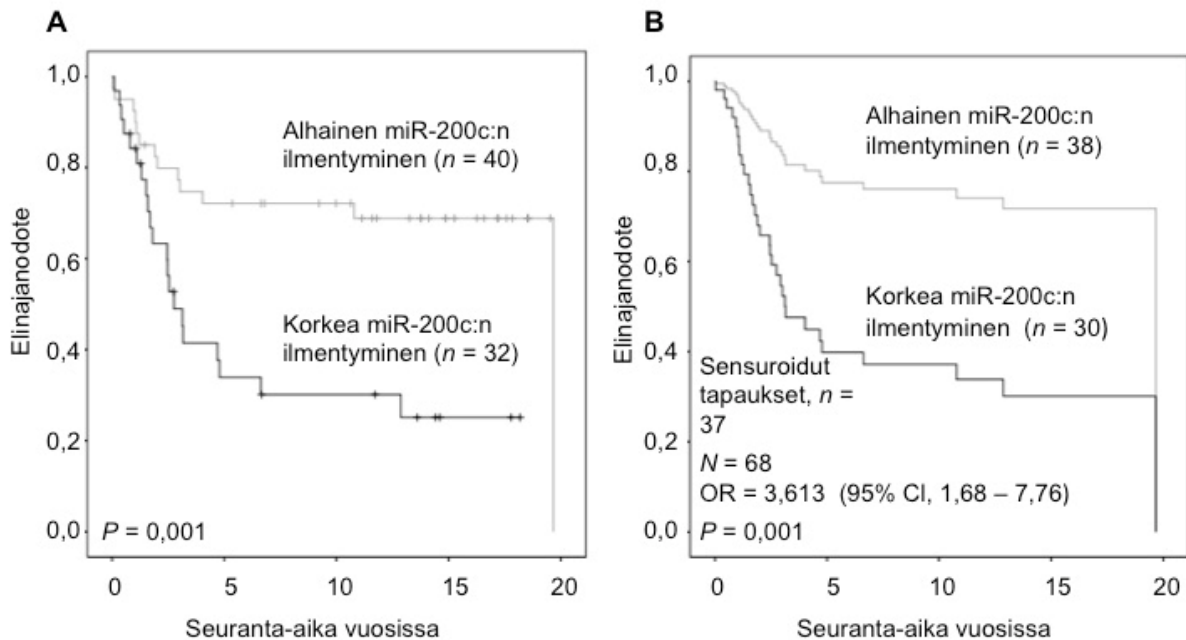 A
Elinajanodote
1,0
0,8
0,6
0,4
0,2
0,0
Alhainen miR-200c:n
ilmentyminen (n = 40)
Korkea miR-200c:n
ilmentyminen (n = 32)
P = 0,001
0 5 10 15 20
Seuranta-aika vuosissa
B
Elinajanodote
1,0
0,8
0,6
0,4
0,2
0,0
Alhainen miR-200c:n
ilmentyminen (n = 38)
Korkea miR-200c:n
ilmentyminen (n = 30)
Sensuroidut
tapaukset, n =
37
N = 68
OR = 3,613 (95% CI, 1,68 – 7,76)
P = 0,001
0 5 10 15 20
Seuranta-aika vuosissa